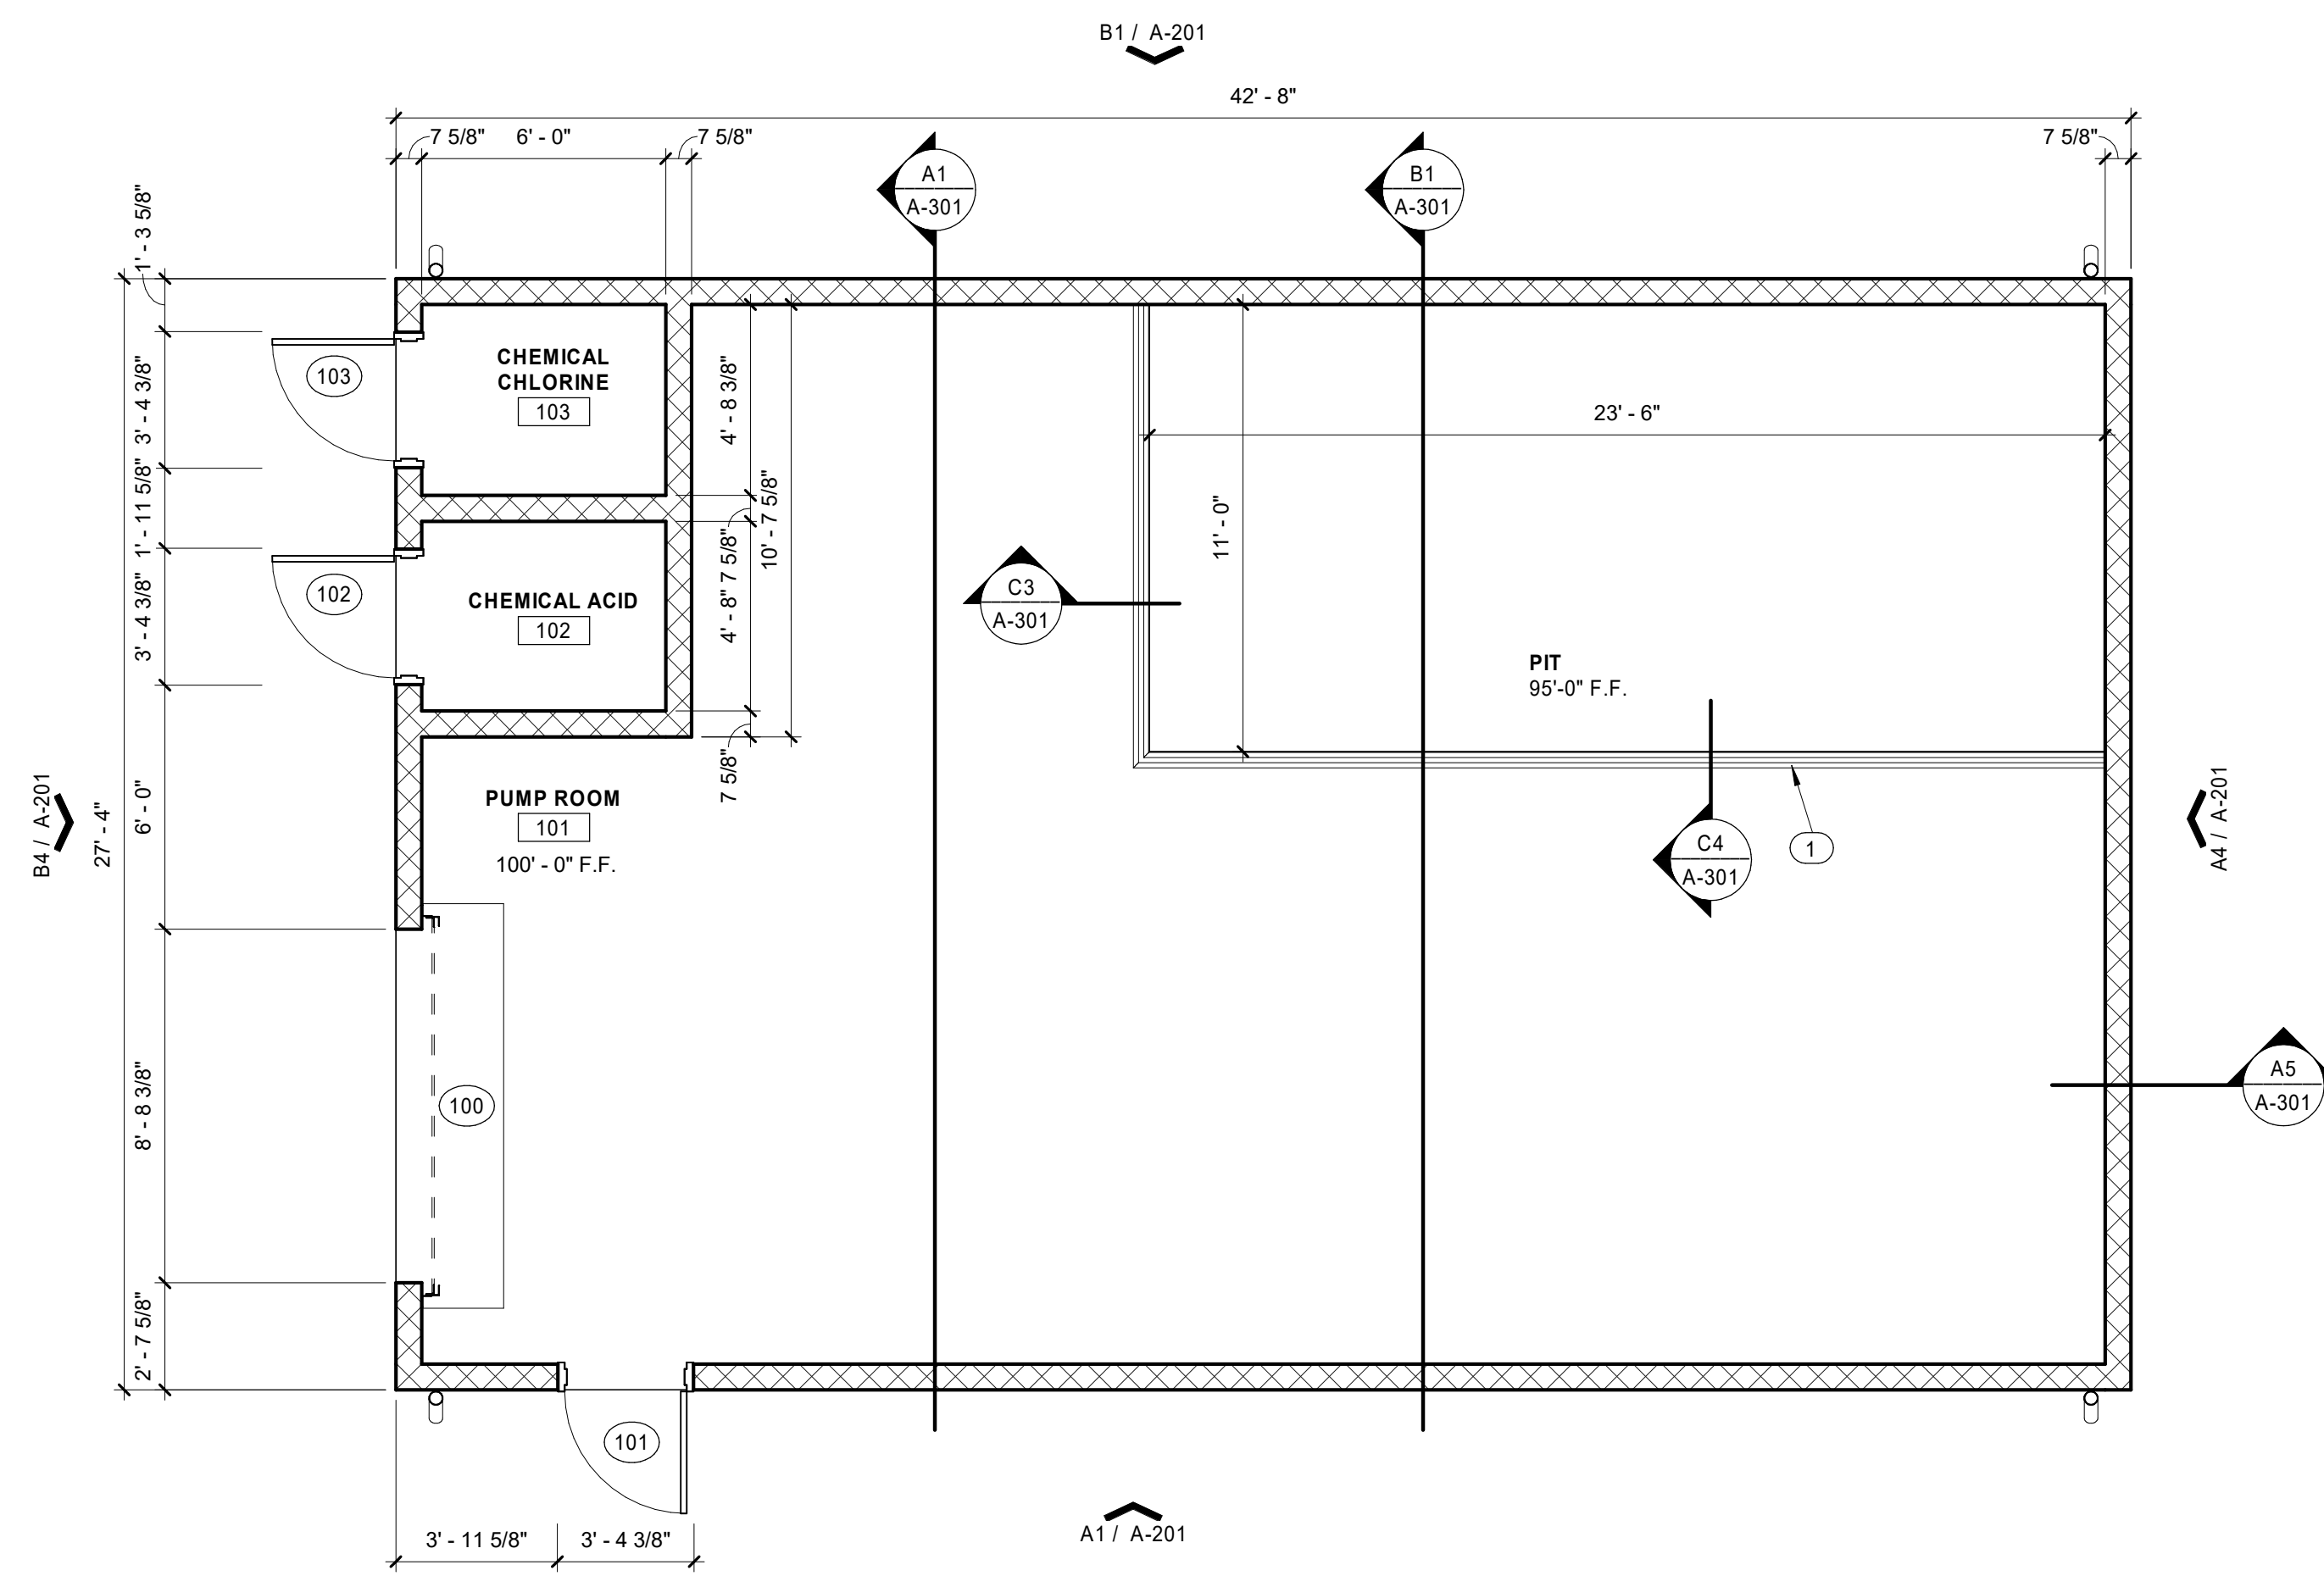 B1 / A-201
42' - 8"
7 5/8"
6' - 0"
7 5/8"
7 5/8"
A1
A-301
B1
A-301
1' - 3 5/8"
3' - 4 3/8"
1' - 11 5/8"
3' - 4 3/8"
6' - 0"
8' - 8 3/8"
2' - 7 5/8"
27' - 4"
B4 / A-201
103
CHEMICAL
CHLORINE
103
4' - 8 3/8"
10' - 7 5/8"
7 5/8"
4' - 8"
7 5/8"
23' - 6"
11' - 0"
102
CHEMICAL ACID
102
C3
A-301
PIT
95'-0" F.F.
PUMP ROOM
101
100' - 0" F.F.
C4
A-301
1
A4 / A-201
100
A5
A-301
101
3' - 11 5/8"
3' - 4 3/8"
A1 / A-201